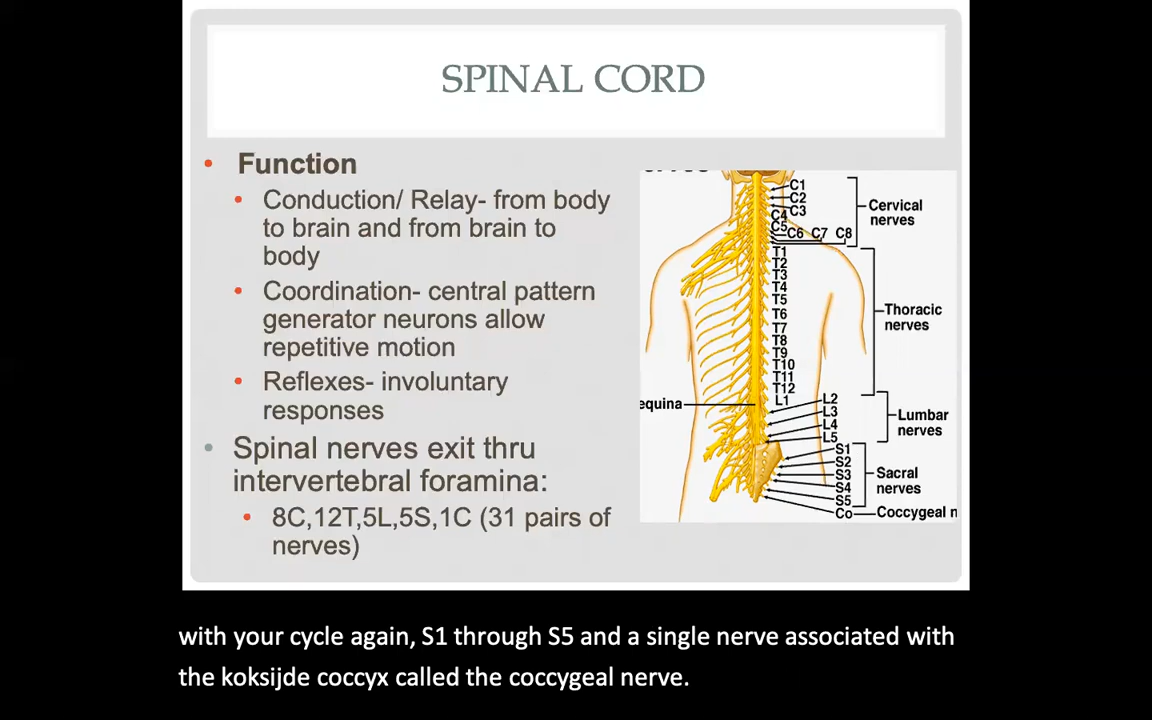 SPINAL CORD
Function
Conduction/ Relay- from body
to brain and from brain to
body
Coordination- central pattern
generator neurons allow
repetitive motion
Reflexes- involuntary
responses
Spinal nerves exit thru
intervertebral foramina:
8C,12T,5L,5S,1C (31 pairs of
nerves)
C1
C2
C3
C4
C5
C6 C7 C8
Cervical
nerves
T1
T2
T3
T4
T5
T6
T7
T8
T9
T10
T11
T12
Thoracic
nerves
L1
equina
L2
L3
L4
L5
Lumbar
nerves
S1
S2
S3
S4
S5
Sacral
nerves
Co
Coccygeal n
with your cycle again, S1 through S5 and a single nerve associated with
the koksijde coccyx called the coccygeal nerve.